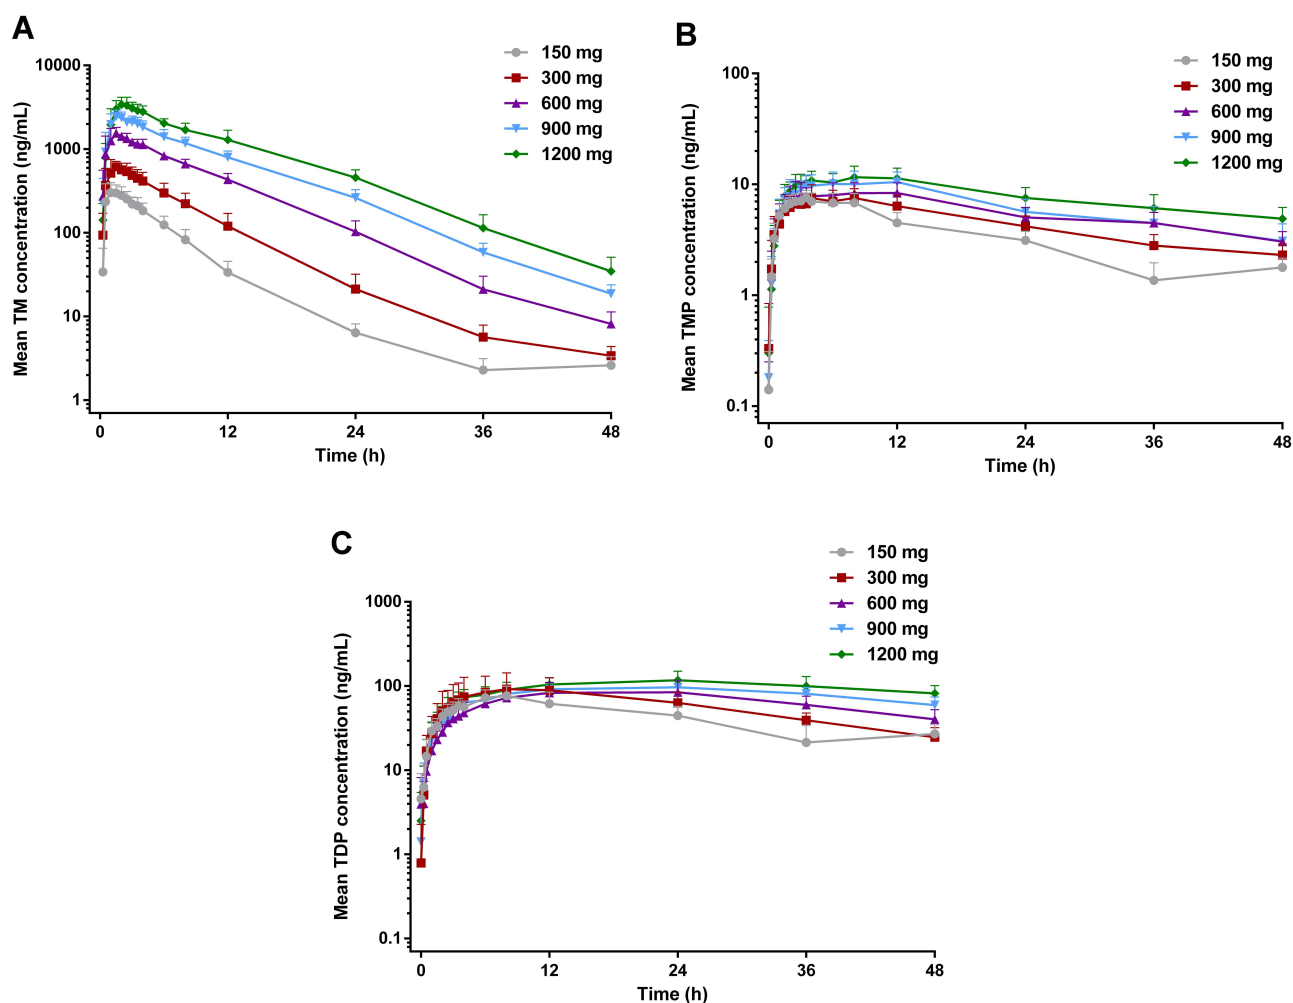 A
150 mg
300 mg
600 mg
900 mg
1200 mg
Mean TM concentration (ng/mL)
10000
1000
100
10
1
0 12 24 36 48
Time (h)
B
150 mg
300 mg
600 mg
900 mg
1200 mg
Mean TMP concentration (ng/mL)
100
10
1
0.1
0 12 24 36 48
Time (h)
C
150 mg
300 mg
600 mg
900 mg
1200 mg
Mean TDP concentration (ng/mL)
1000
100
10
1
0.1
0 12 24 36 48
Time (h)